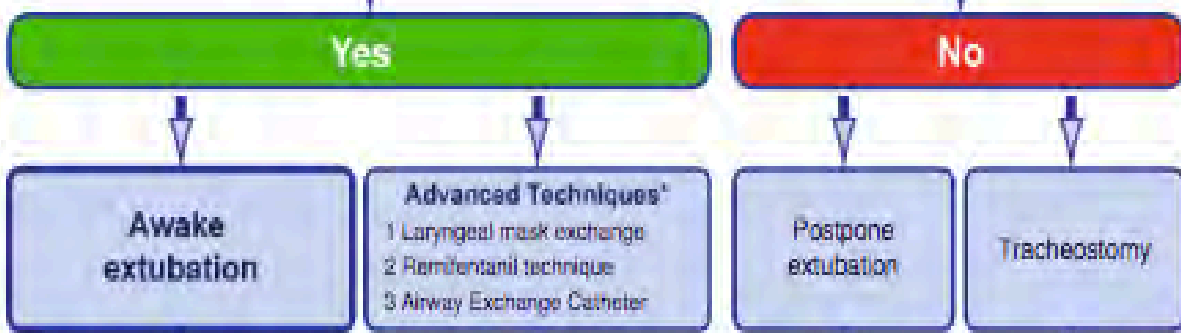 Yes
No
Awake
extubation
Advanced Techniques*
1 Laryngeal mask exchange
2 Remifentanil technique
3 Airway Exchange Catheter
Postpone
extubation
Tracheostomy